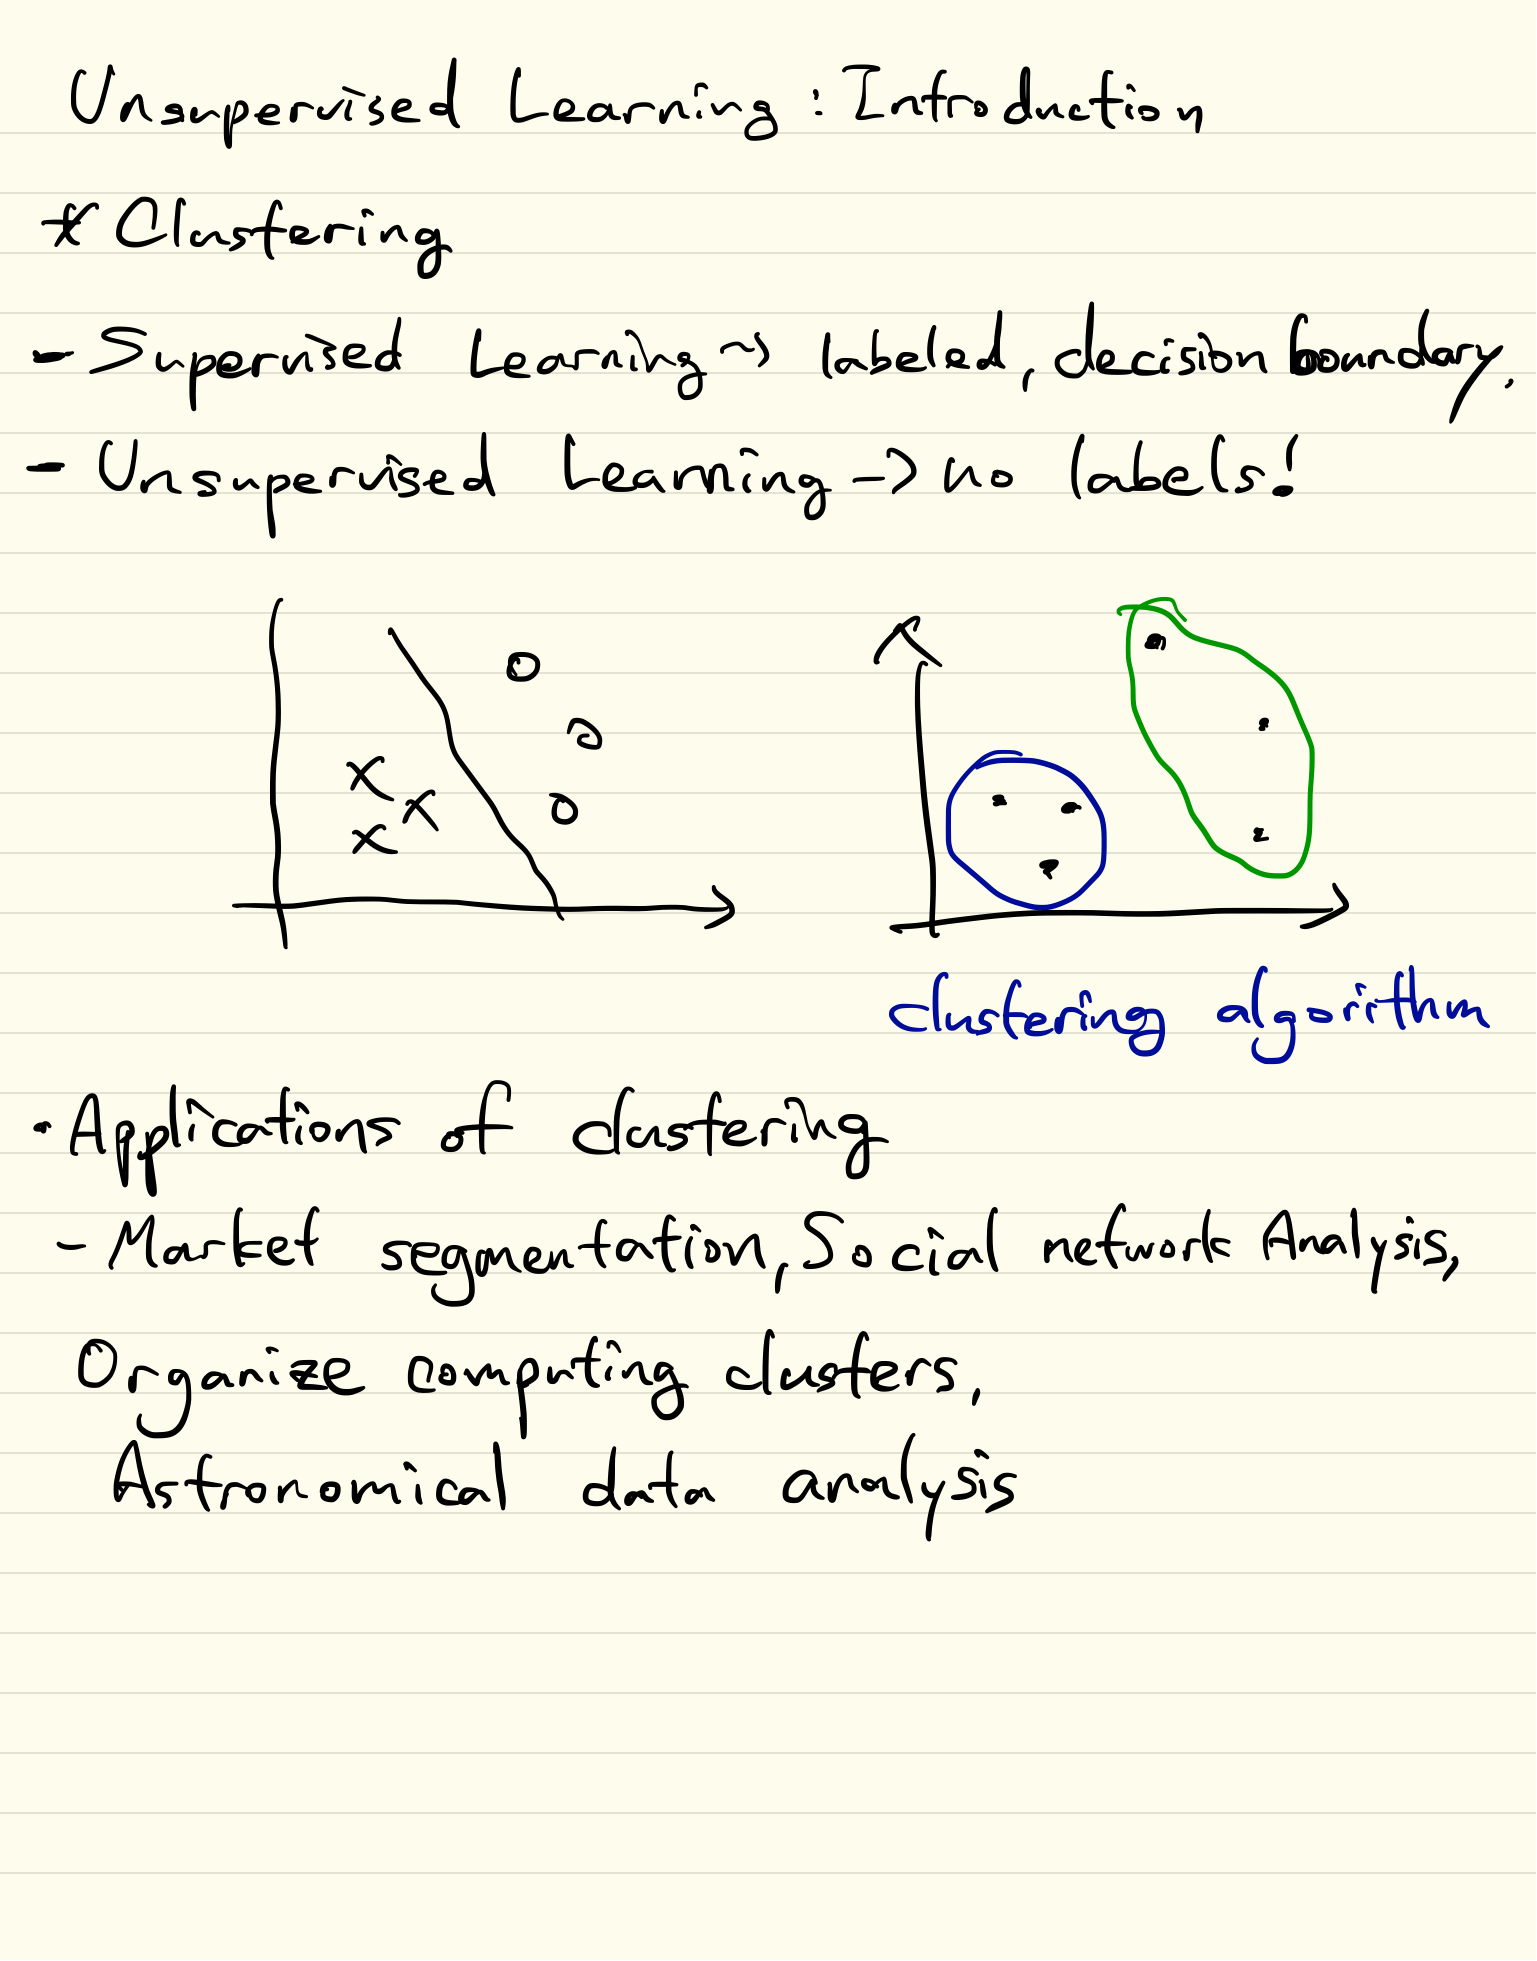 Unsupervised Learning : Introduction
* Clustering
- Supervised Learning → labeled, decision boundary.
- Unsupervised Learning → no labels!
clustering algorithm
· Applications of clustering
- Market segmentation, Social network Analysis,
Organize computing clusters,
Astronomical data analysis